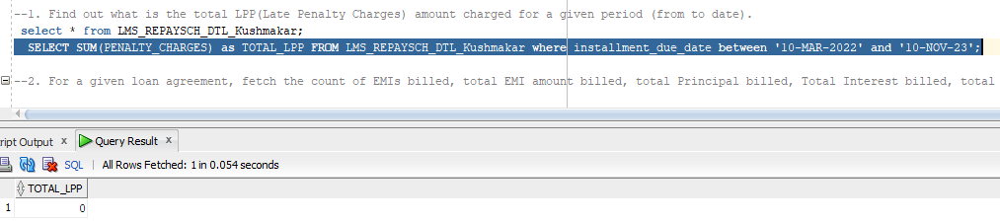 --1. Find out what is the total LPP(Late Penalty Charges) amount charged for a given period (from to date).
select * from LMS_REPAYSCH_DTL_Kushmakar;
SELECT SUM(PENALTY_CHARGES) as TOTAL_LPP FROM LMS_REPAYSCH_DTL_Kushmakar where installment_due_date between '10-MAR-2022' and '10-NOV-23';
--2. For a given loan agreement, fetch the count of EMIs billed, total EMI amount billed, total Principal billed, Total Interest billed, total
ript Output x Query Result x
SQL | All Rows Fetched: 1 in 0.054 seconds
TOTAL_LPP
1 0